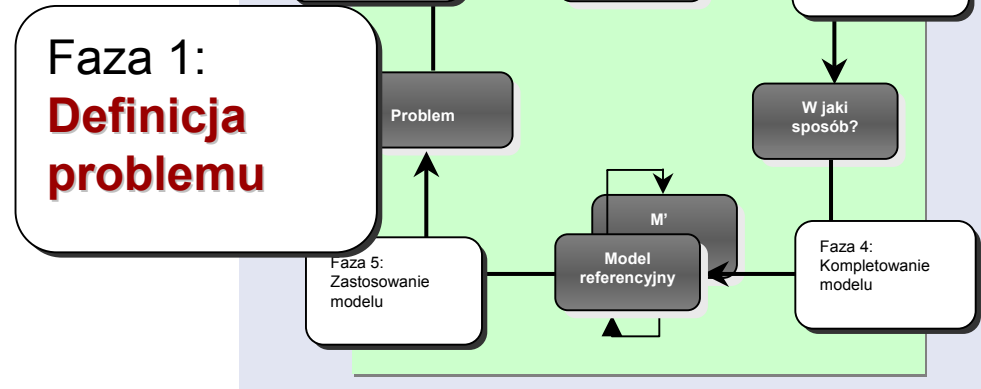 Faza 1:
Definicja
problemu
Problem
W jaki
sposób?
M’
Model
referencyjny
Faza 5:
Zastosowanie
modelu
Faza 4:
Kompletowanie
modelu